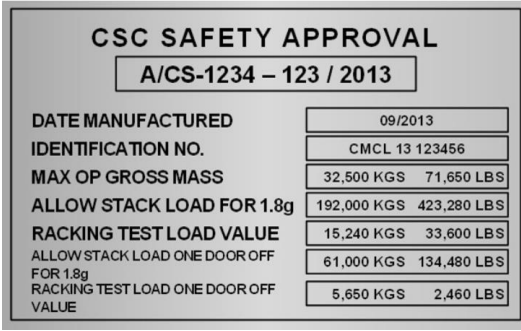 CSC SAFETY APPROVAL
A/CS-1234 – 123 / 2013
DATE MANUFACTURED 09/2013
IDENTIFICATION NO. CMCL 13 123456
MAX OP GROSS MASS 32,500 KGS 71,650 LBS
ALLOW STACK LOAD FOR 1.8g 192,000 KGS 423,280 LBS
RACKING TEST LOAD VALUE 15,240 KGS 33,600 LBS
ALLOW STACK LOAD ONE DOOR OFF
FOR 1.8g 61,000 KGS 134,480 LBS
RACKING TEST LOAD ONE DOOR OFF
VALUE 5,650 KGS 2,460 LBS